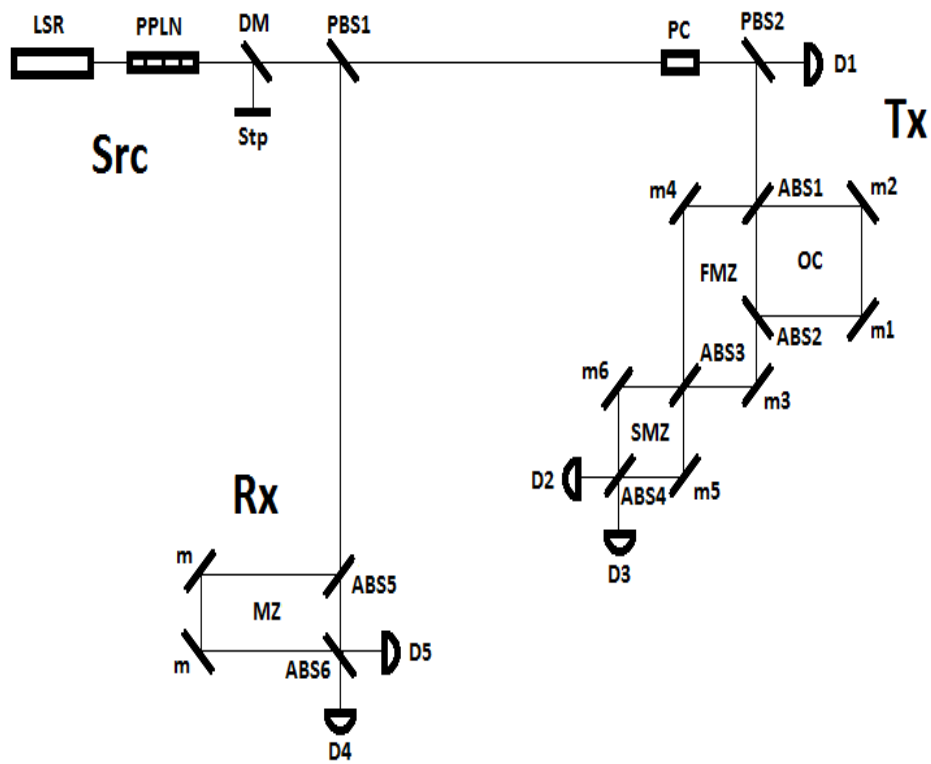 LSR PPLN DM PBS1 PC PBS2
D1
Stp
Src
Tx
m4 ABS1 m2
FMZ OC
ABS2 m1
ABS3
m6 m3
SMZ
D2 ABS4 m5
D3
Rx
m ABS5
MZ
m ABS6 D5
D4